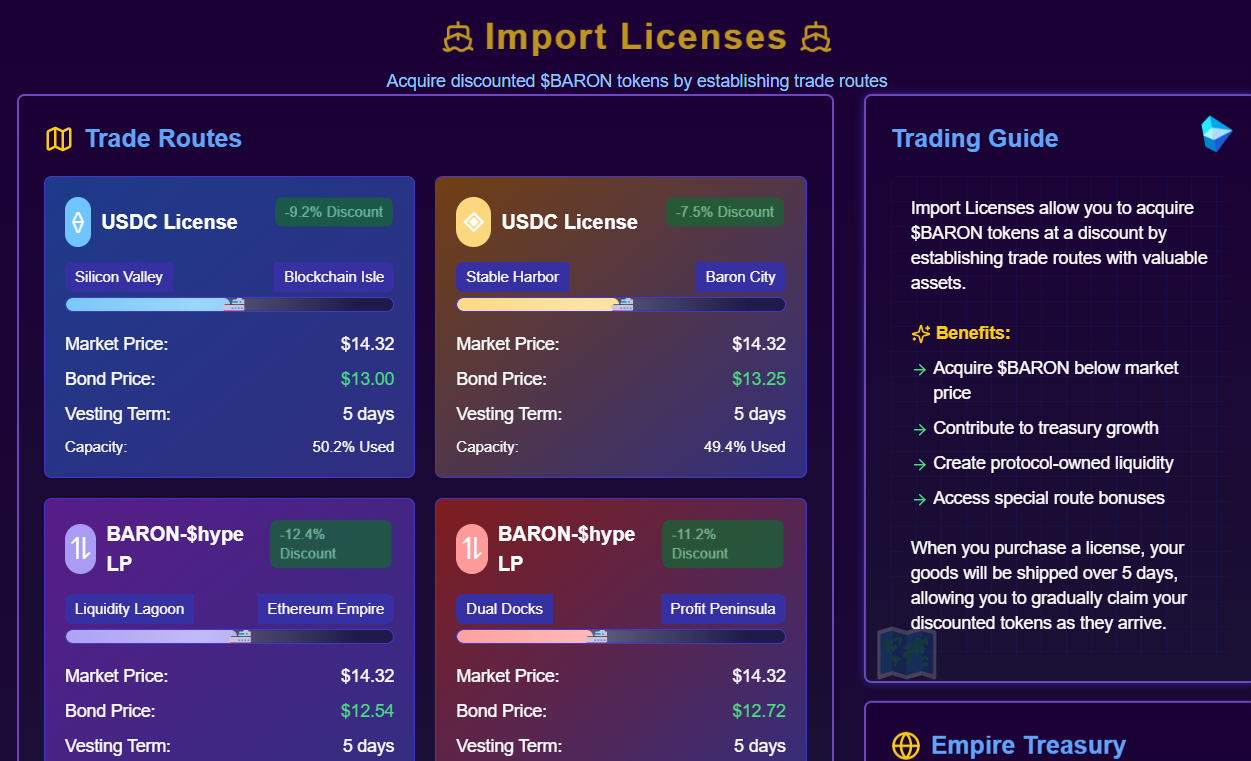 Import Licenses
Acquire discounted $BARON tokens by establishing trade routes
Trade Routes
USDC License
-9.2% Discount
Silicon Valley
Blockchain Isle
Market Price:
$14.32
Bond Price:
$13.00
Vesting Term:
5 days
Capacity:
50.2% Used
USDC License
-7.5% Discount
Stable Harbor
Baron City
Market Price:
$14.32
Bond Price:
$13.25
Vesting Term:
5 days
Capacity:
49.4% Used
BARON-$hype
LP
-12.4%
Discount
Liquidity Lagoon
Ethereum Empire
Market Price:
$14.32
Bond Price:
$12.54
Vesting Term:
5 days
BARON-$hype
LP
-11.2%
Discount
Dual Docks
Profit Peninsula
Market Price:
$14.32
Bond Price:
$12.72
Vesting Term:
5 days
Trading Guide
Import Licenses allow you to acquire
$BARON tokens at a discount by
establishing trade routes with valuable
assets.
Benefits:
Acquire $BARON below market
price
Contribute to treasury growth
Create protocol-owned liquidity
Access special route bonuses
When you purchase a license, your
goods will be shipped over 5 days,
allowing you to gradually claim your
discounted tokens as they arrive.
Empire Treasury